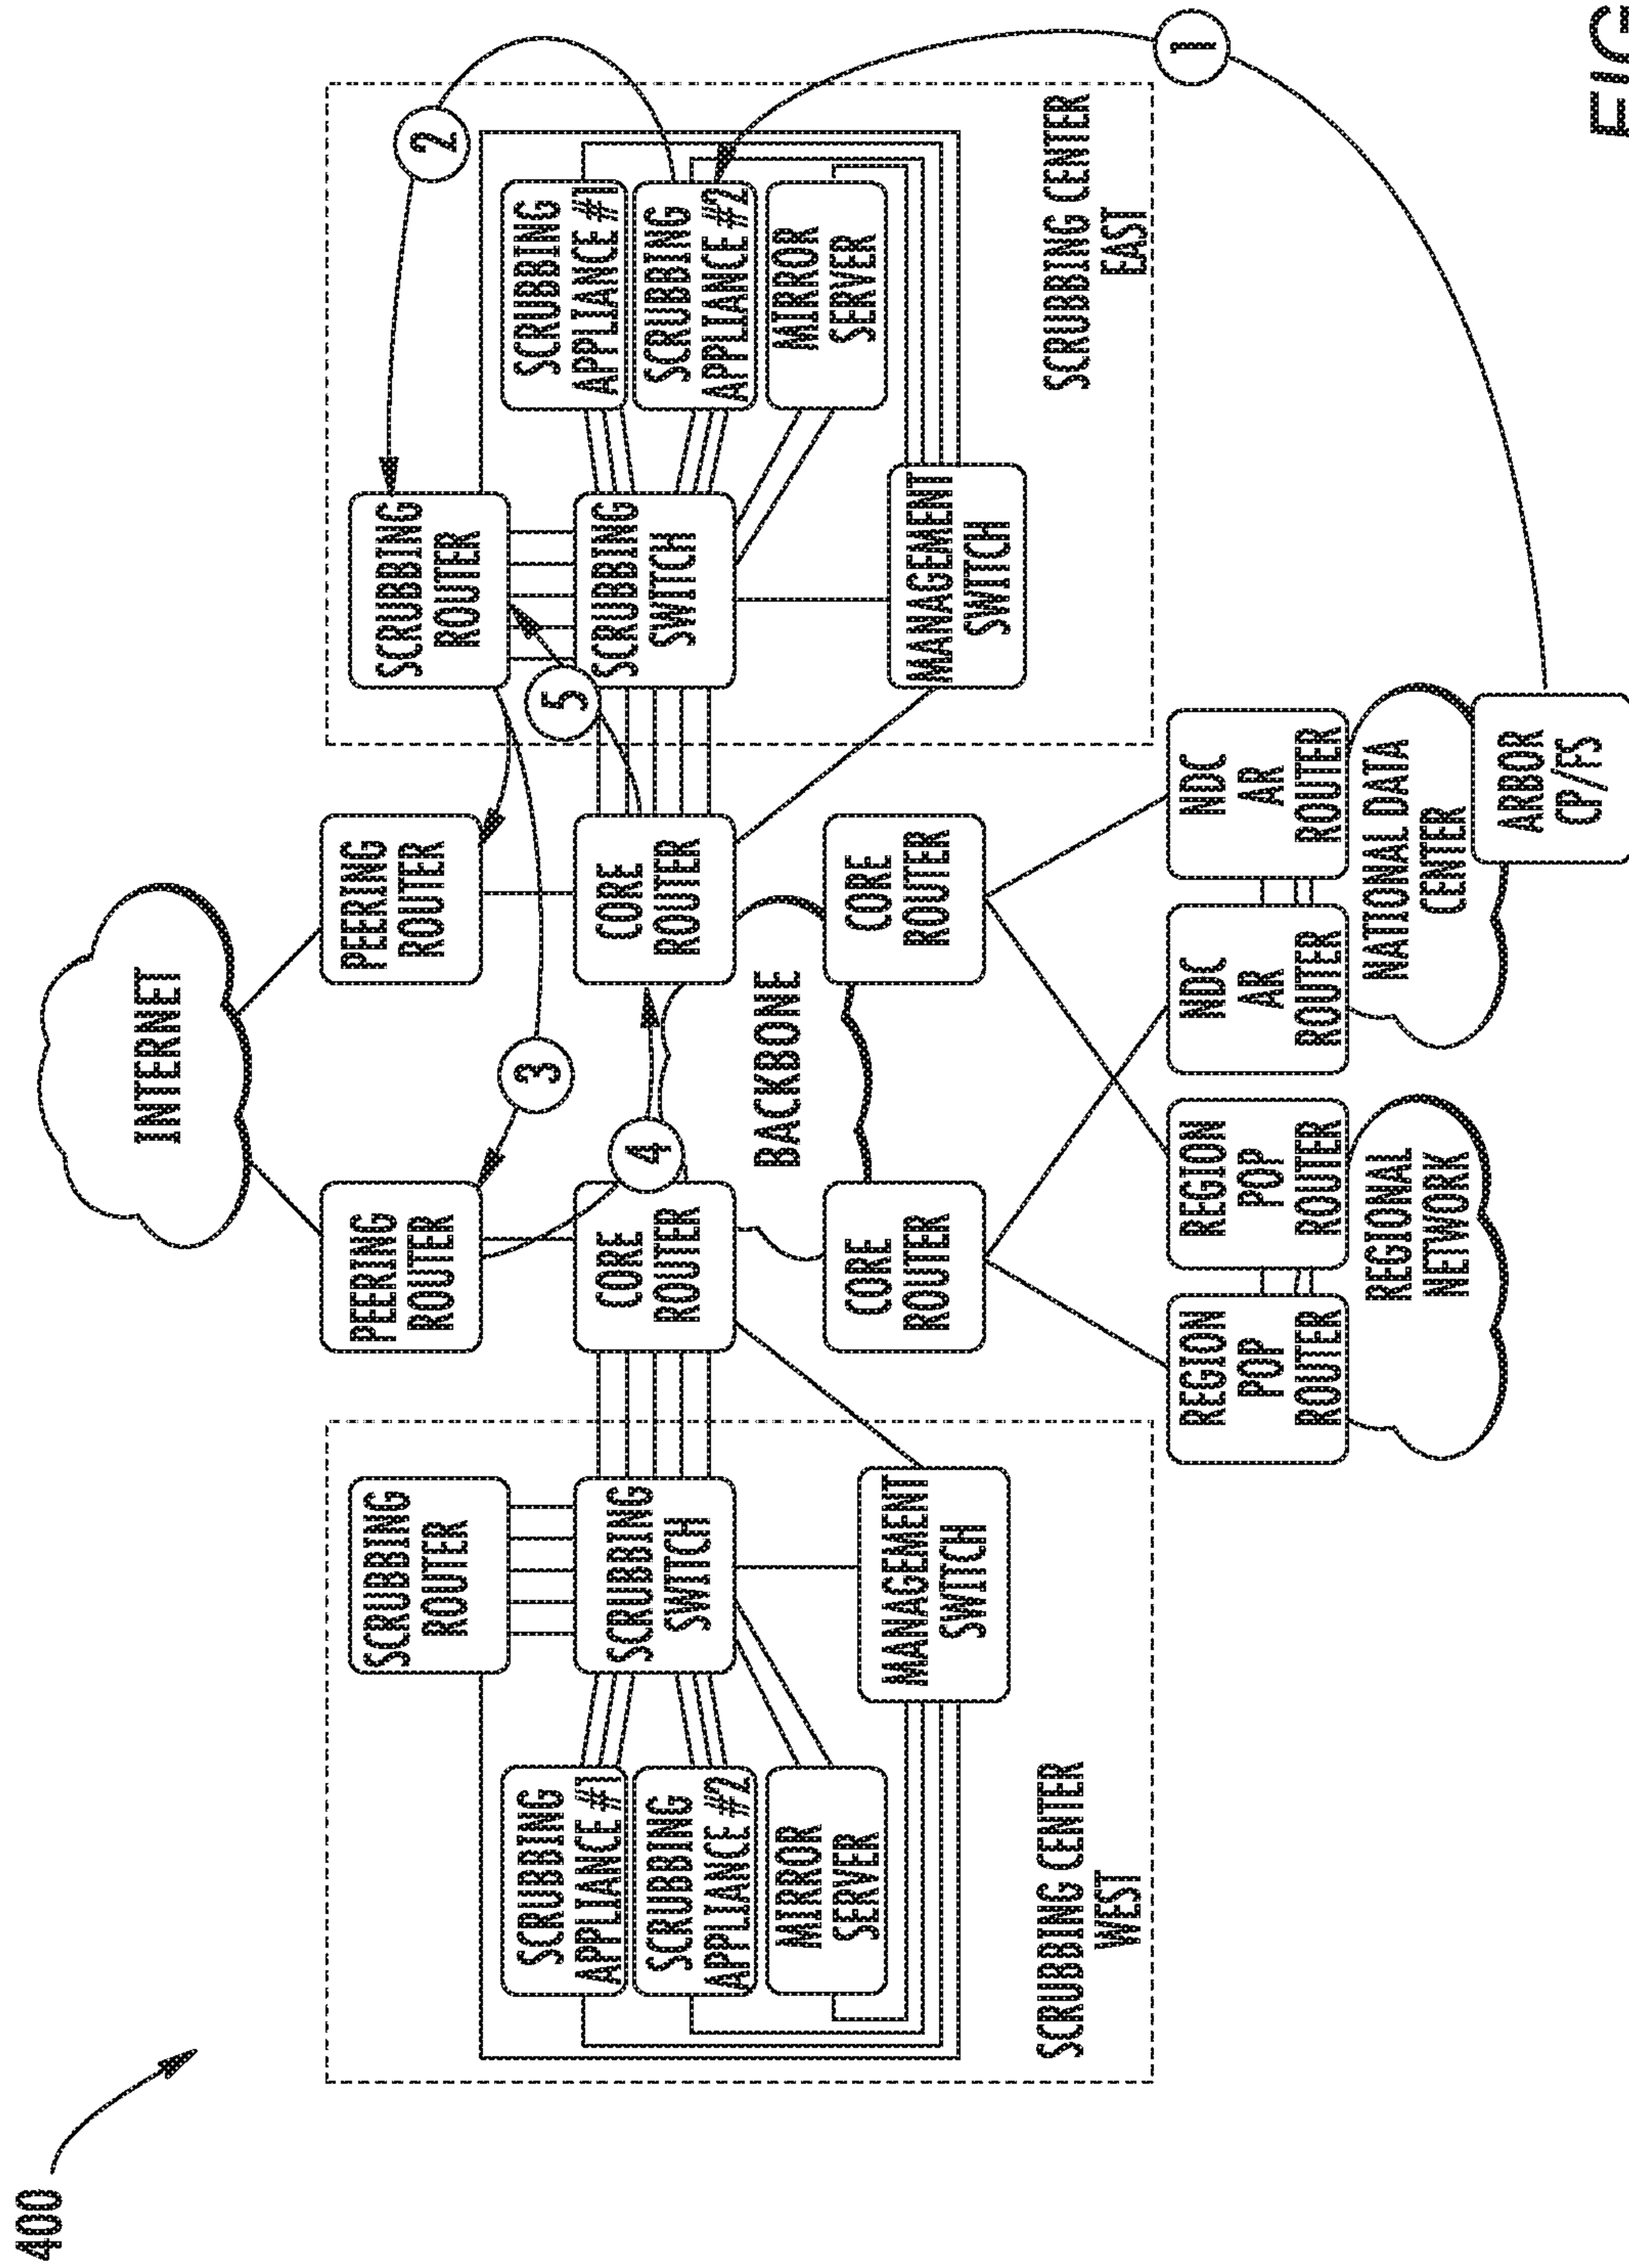 400
INTERNET
2
SCRUBBING
ROUTER
PEERING
ROUTER
PEERING
ROUTER
SCRUBBING
ROUTER
3
5
SCRUBBING
APPLIANCE #1
SCRUBBING
APPLIANCE #2
MIRROR
SERVER
SCRUBBING
SWITCH
CORE
ROUTER
4
CORE
ROUTER
SCRUBBING
SWITCH
SCRUBBING
APPLIANCE #1
SCRUBBING
APPLIANCE #2
MIRROR
SERVER
BACKBONE
MANAGEMENT
SWITCH
CORE
ROUTER
CORE
ROUTER
MANAGEMENT
SWITCH
SCRUBBING CENTER
WEST
SCRUBBING CENTER
EAST
1
REGION
POP
ROUTER
REGION
POP
ROUTER
NDC
AR
ROUTER
NDC
AR
ROUTER
REGIONAL
NETWORK
NATIONAL DATA
CENTER
ARBOR
CP/FS
FIG